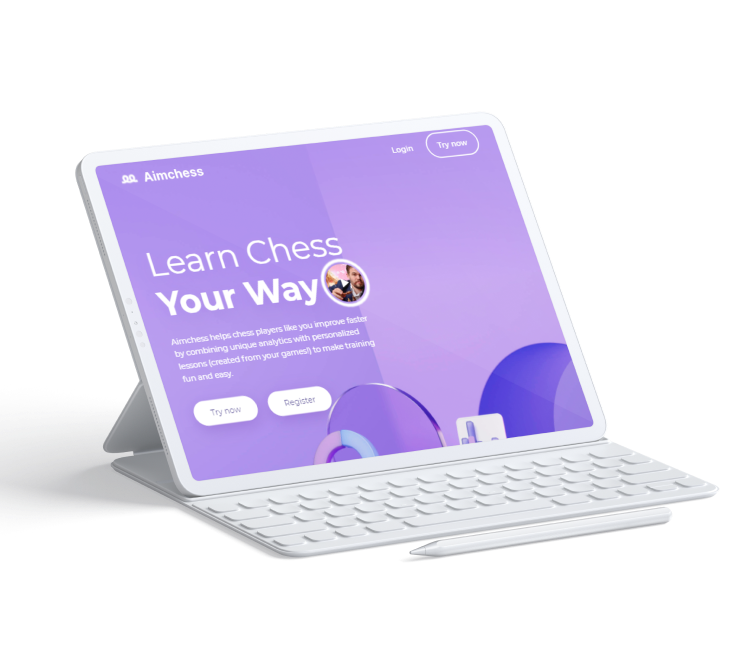 Aimchess
Login
Try now
Learn Chess
Your Way
Aimchess helps chess players like you improve faster
by combining unique analytics with personalized
lessons (created from your games!) to make training
fun and easy.
Try now
Register